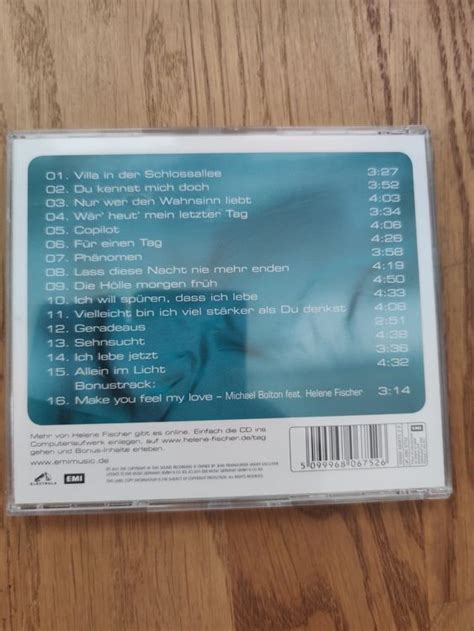 01. Villa in der Schlossallee 3:27
02. Du kennst mich doch 3:52
03. Nur wer den Wahnsinn liebt 4:03
04. Wär' heut' mein letzter Tag 3:34
05. Copilot 4:06
06. Für einen Tag 4:26
07. Phänomen 3:58
08. Lass diese Nacht nie mehr enden 4:19
09. Die Hölle morgen früh 4:50
10. Ich will spüren, dass ich lebe 4:33
11. Vielleicht bin ich viel stärker als Du denkst 4:08
12. Geradeaus 2:51
13. Sehnsucht 4:38
14. Ich lebe jetzt 3:36
15. Allein im Licht 4:32
Bonustrack:
16. Make you feel my love – Michael Bolton feat. Helene Fischer 3:14
Mehr von Helene Fischer gibt es online. Einfach die CD ins
Computerlaufwerk einlegen, auf www.helene-fischer.de/tag
gehen und Bonus-Inhalte erleben.
www.emimusic.de
5 099968 067526
ELECTROLA EMI